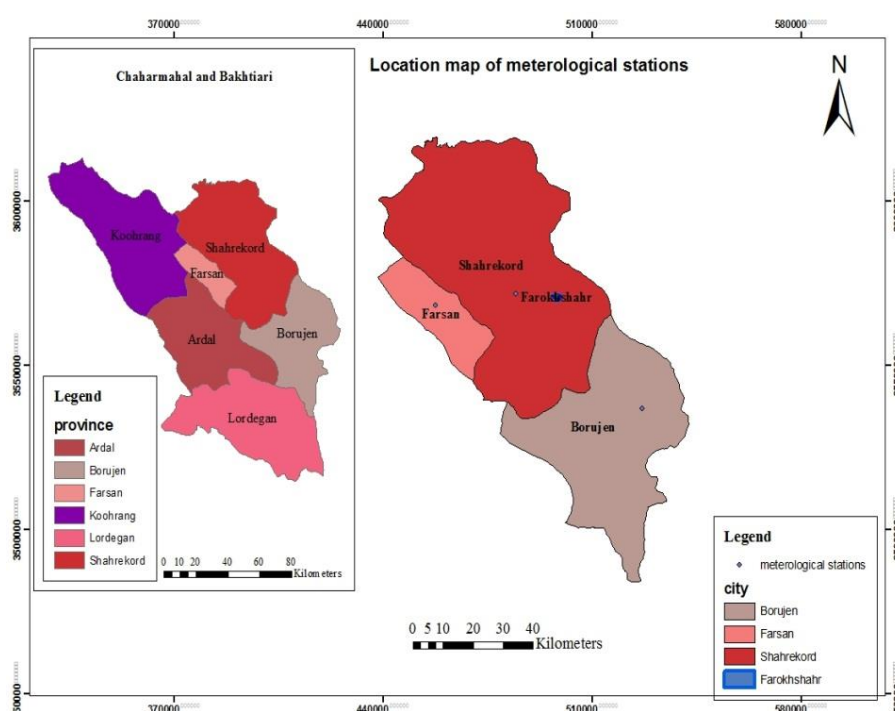 370000 440000 510000 580000
Location map of meterological stations
N
Chaharmahal and Bakhtiari
3600000
Koohrang
Shahrekord
Farsan
Ardal
Borujen
Lordegan
3550000
Legend
province
Ardal
Borujen
Farsan
Koohrang
Lordegan
Shahrekord
0 10 20 40 60 80
Kilometers
Shahrekord
Farokhshahr
Farsan
Borujen
3500000
0 5 10 20 30 40
Kilometers
Legend
meterological stations
city
Borujen
Farsan
Shahrekord
Farokhshahr
370000 440000 510000 580000